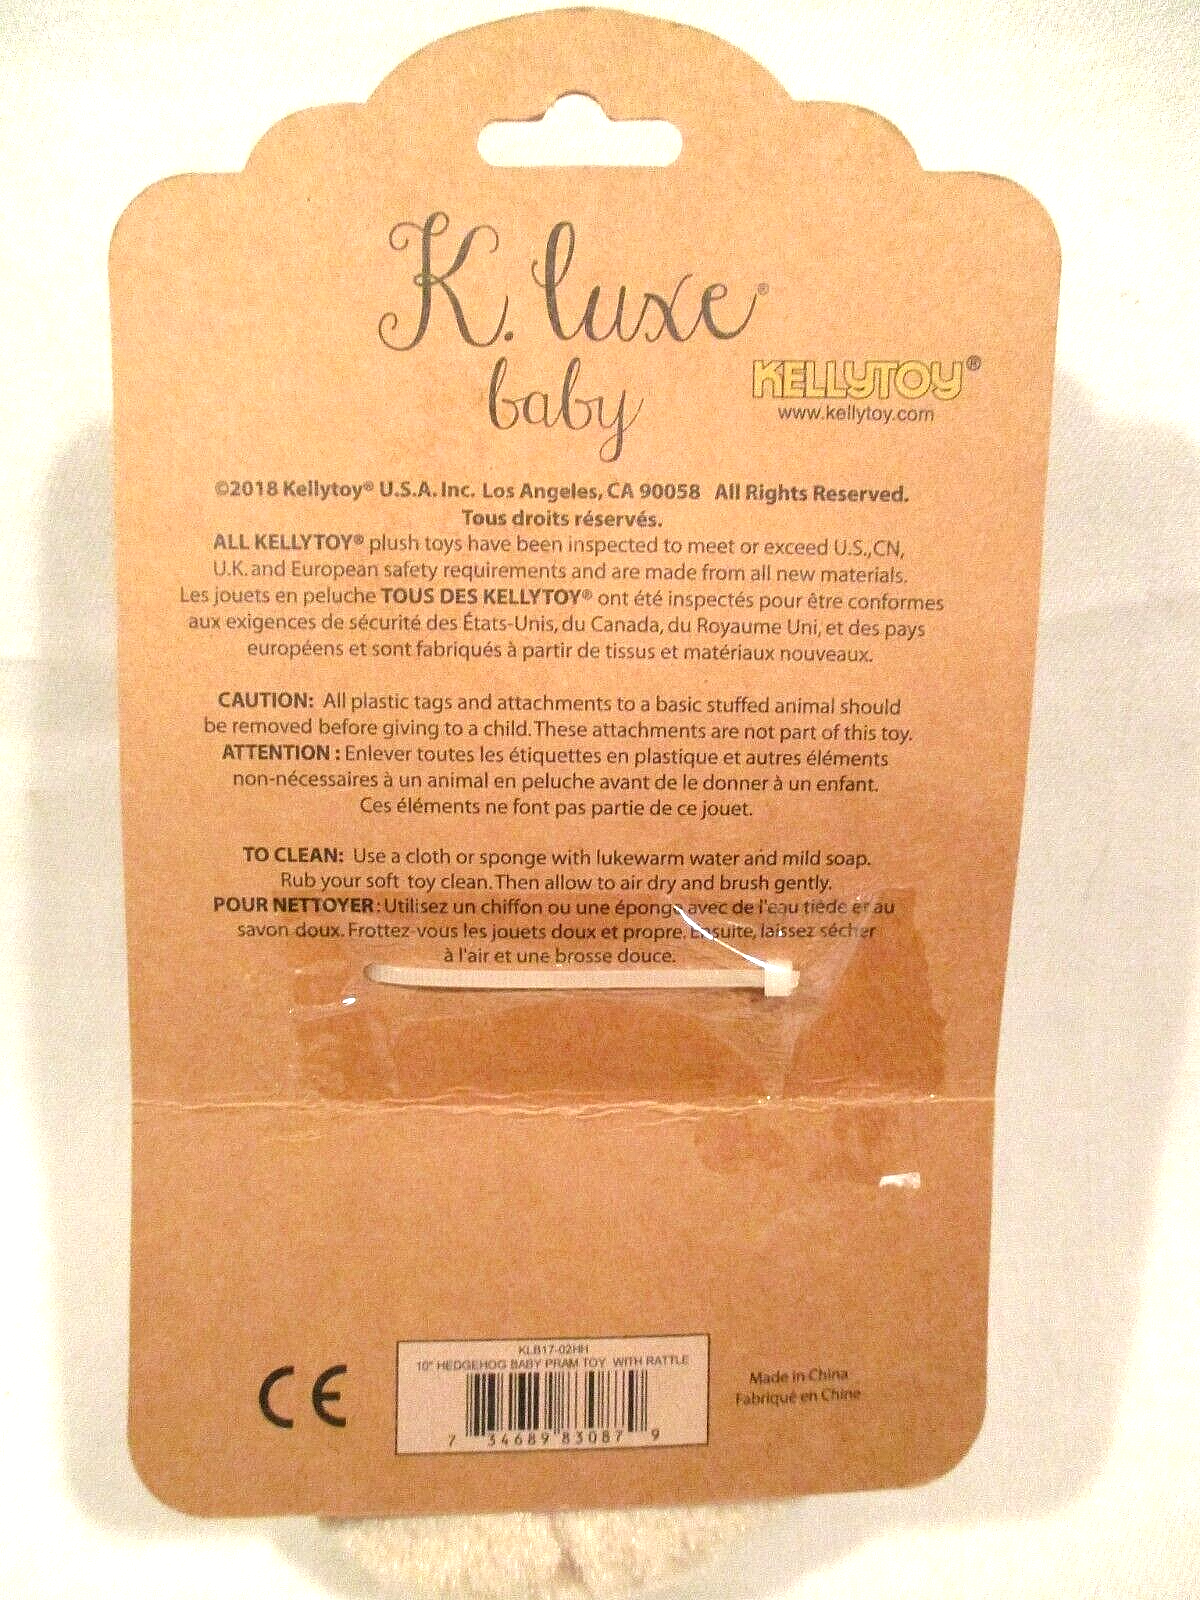 K. luxe®
baby
KELLYTOY®
www.kellytoy.com
©2018 Kellytoy® U.S.A. Inc. Los Angeles, CA 90058 All Rights Reserved.
Tous droits réservés.
ALL KELLYTOY® plush toys have been inspected to meet or exceed U.S.,CN,
U.K. and European safety requirements and are made from all new materials.
Les jouets en peluche TOUS DES KELLYTOY® ont été inspectés pour être conformes
aux exigences de sécurité des États-Unis, du Canada, du Royaume Uni, et des pays
européens et sont fabriqués à partir de tissus et matériaux nouveaux.
CAUTION: All plastic tags and attachments to a basic stuffed animal should
be removed before giving to a child. These attachments are not part of this toy.
ATTENTION : Enlever toutes les étiquettes en plastique et autres éléments
non-nécessaires à un animal en peluche avant de le donner à un enfant.
Ces éléments ne font pas partie de ce jouet.
TO CLEAN: Use a cloth or sponge with lukewarm water and mild soap.
Rub your soft toy clean. Then allow to air dry and brush gently.
POUR NETTOYER: Utilisez un chiffon ou une éponge avec de l'eau tiède et au
savon doux. Frottez-vous les jouets doux et propre. Ensuite, laissez sécher
à l'air et une brosse douce.
CE
KLB17-02HH
10" HEDGEHOG BABY PRAM TOY WITH RATTLE
7 34689 83087 9
Made in China
Fabriqué en Chine